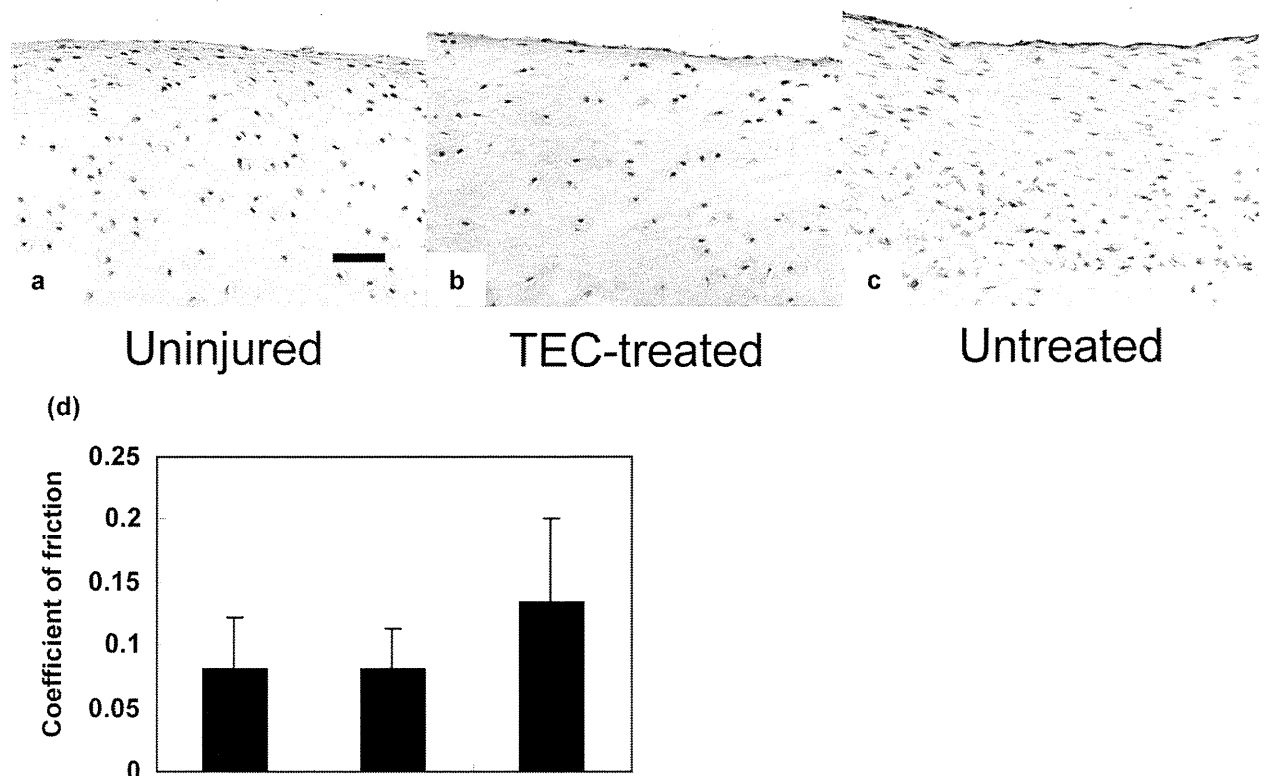 a
b
c
Uninjured
TEC-treated
Untreated
(d)
Coefficient of friction
0.25
0.2
0.15
0.1
0.05
0